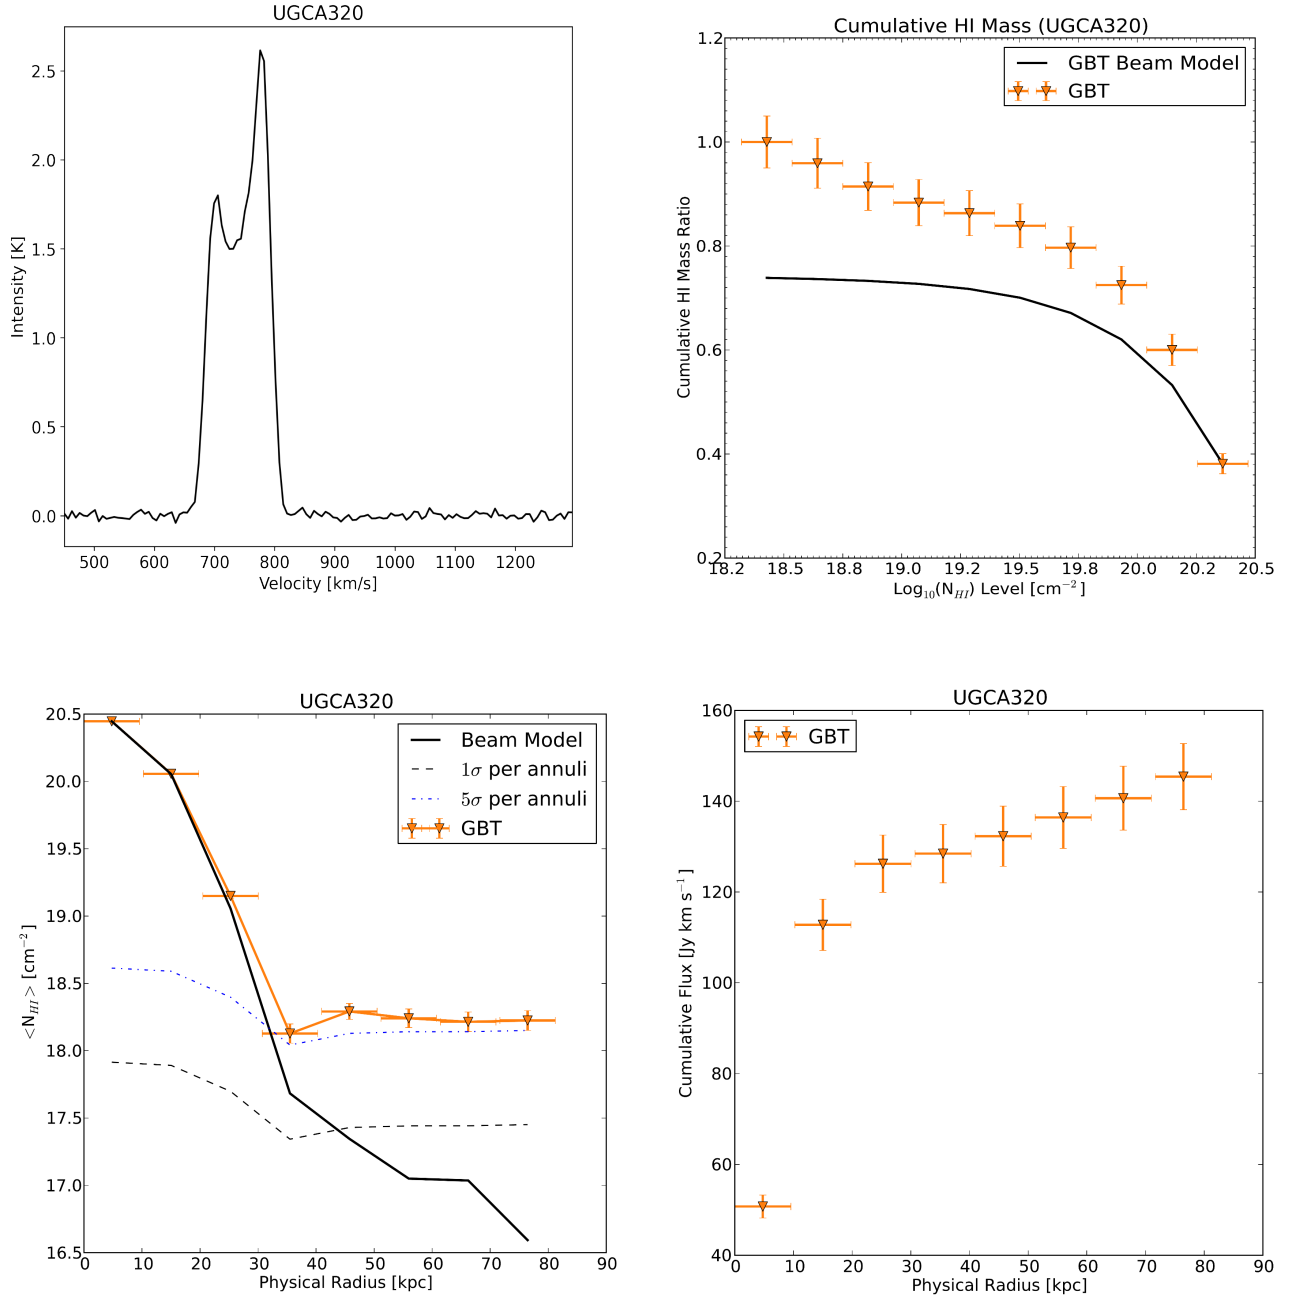 UGCA320
Intensity [K]
2.5
2.0
1.5
1.0
0.5
0.0
500 600 700 800 900 1000 1100 1200
Velocity [km/s]
Cumulative HI Mass (UGCA320)
GBT Beam Model
GBT
Cumulative HI Mass Ratio
1.2
1.0
0.8
0.6
0.4
0.2
18.2 18.5 18.8 19.0 19.2 19.5 19.8 20.0 20.2 20.5
Log₁₀(N_HI) Level [cm⁻²]
UGCA320
Beam Model
1σ per annuli
5σ per annuli
GBT
<N_HI> [cm⁻²]
20.5
20.0
19.5
19.0
18.5
18.0
17.5
17.0
16.5
0 10 20 30 40 50 60 70 80 90
Physical Radius [kpc]
UGCA320
GBT
Cumulative Flux [Jy km s⁻¹]
160
140
120
100
80
60
40
0 10 20 30 40 50 60 70 80 90
Physical Radius [kpc]